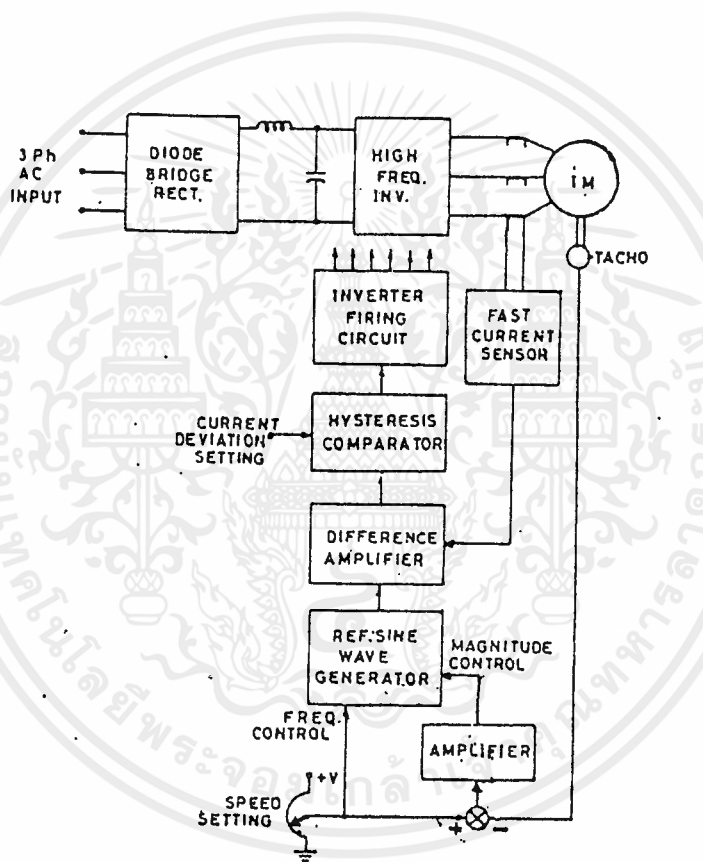 3 Ph
AC
INPUT
DIODE
BRIDGE
RECT.
HIGH
FREQ.
INV.
IM
TACHO
INVERTER
FIRING
CIRCUIT
FAST
CURRENT
SENSOR
CURRENT
DEVIATION
SETTING
HYSTERESIS
COMPARATOR
DIFFERENCE
AMPLIFIER
REF.SINE
WAVE
GENERATOR
MAGNITUDE
CONTROL
FREQ.
CONTROL
AMPLIFIER
+V
SPEED
SETTING
+
-